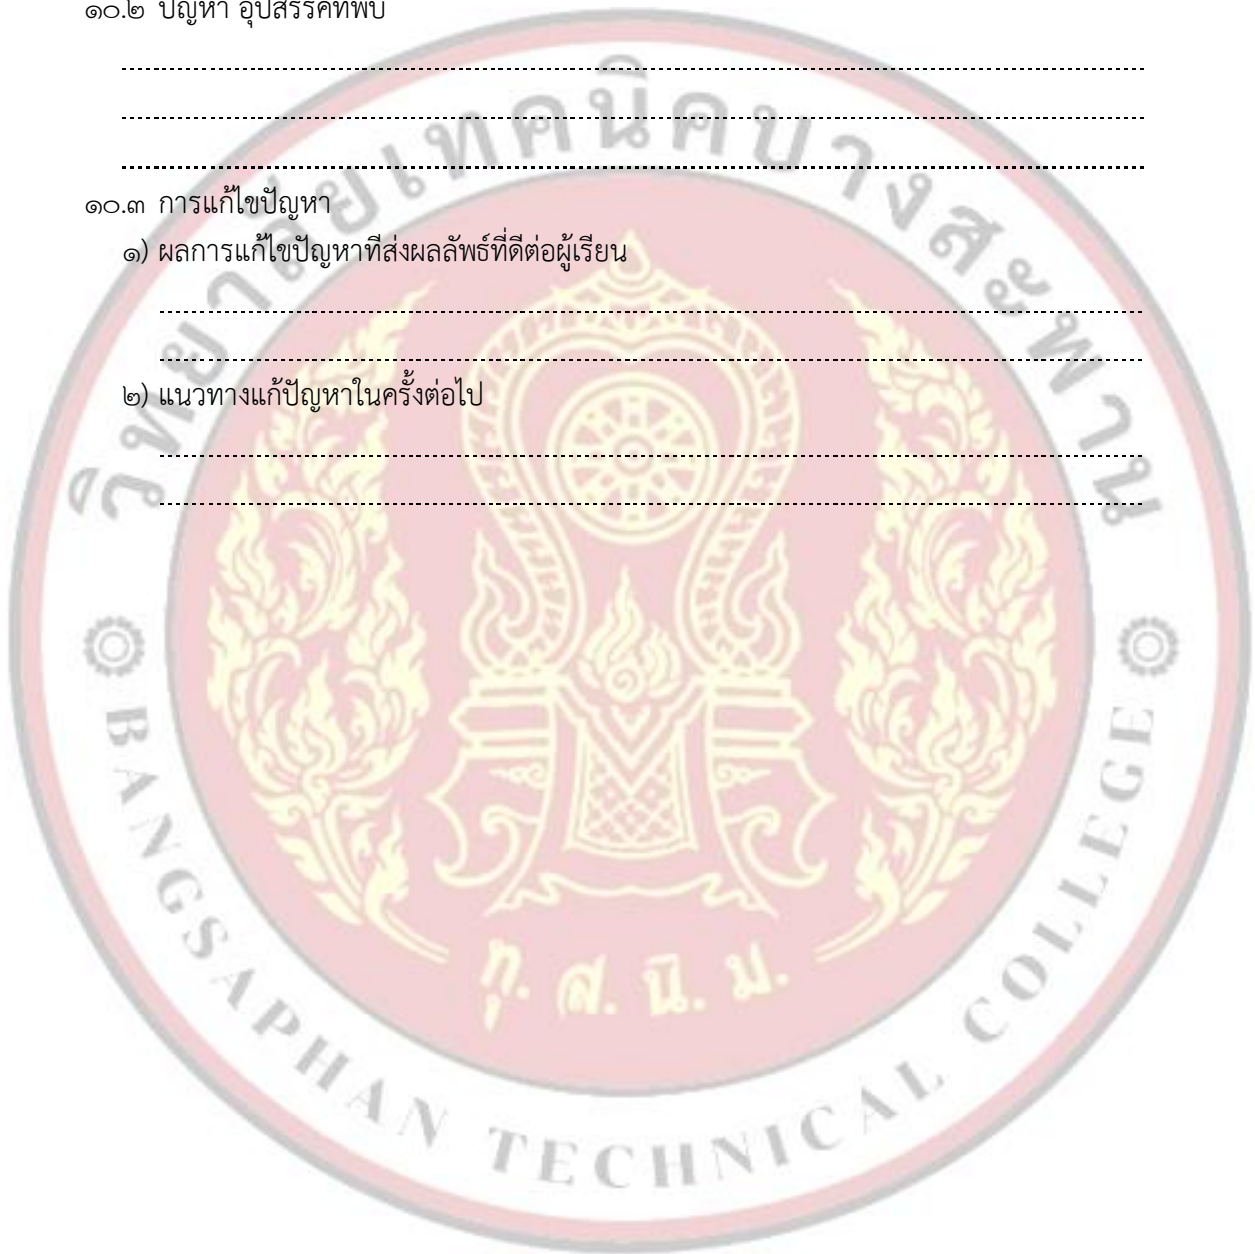 ๑๐.๒ ปัญหา อุปสรรคที่พบ
๑๐.๓ การแก้ไขปัญหา
๑) ผลการแก้ไขปัญหาที่ส่งผลลัพธ์ที่ดีต่อผู้เรียน
๒) แนวทางแก้ปัญหาในครั้งต่อไป
วิทยาลัยเทคนิคบางสะพาน
ทุ. ส. นิ. ม.
BANGSAPHAN TECHNICAL COLLEGE